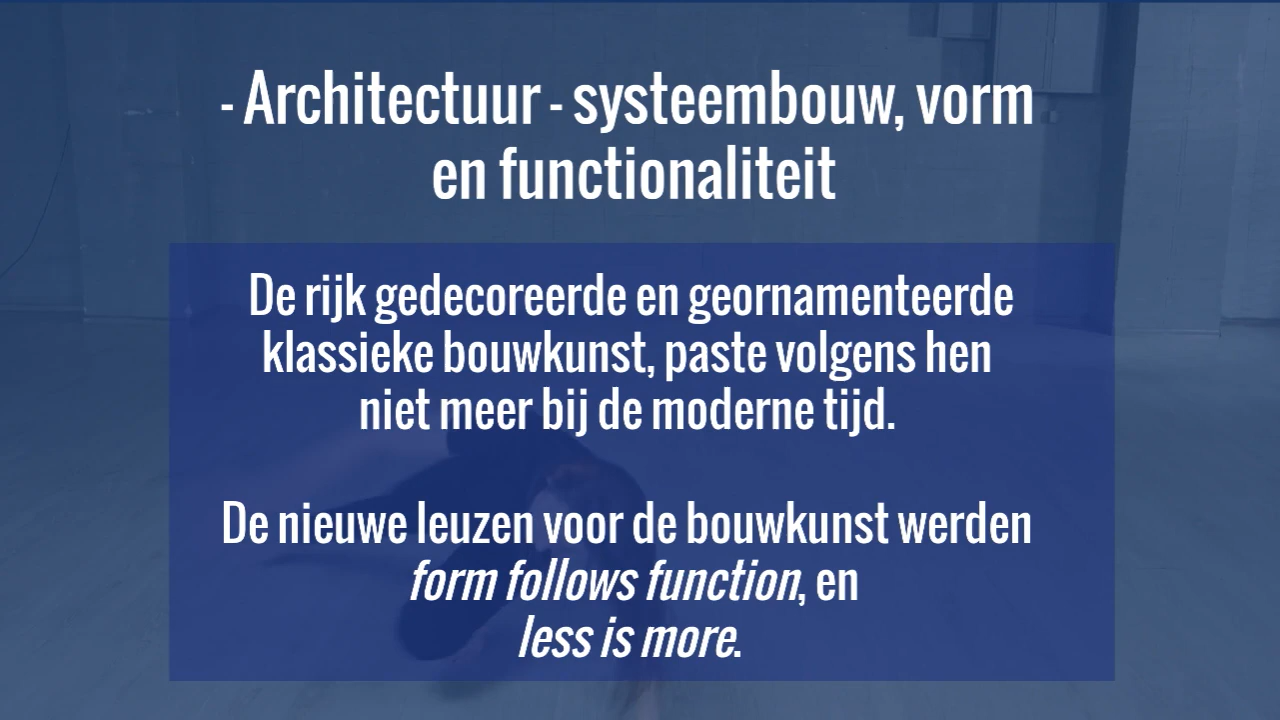 - Architectuur - systeembouw, vorm
en functionaliteit
De rijk gedecoreerde en geornamenteerde
klassieke bouwkunst, paste volgens hen
niet meer bij de moderne tijd.
De nieuwe leuzen voor de bouwkunst werden
form follows function, en
less is more.